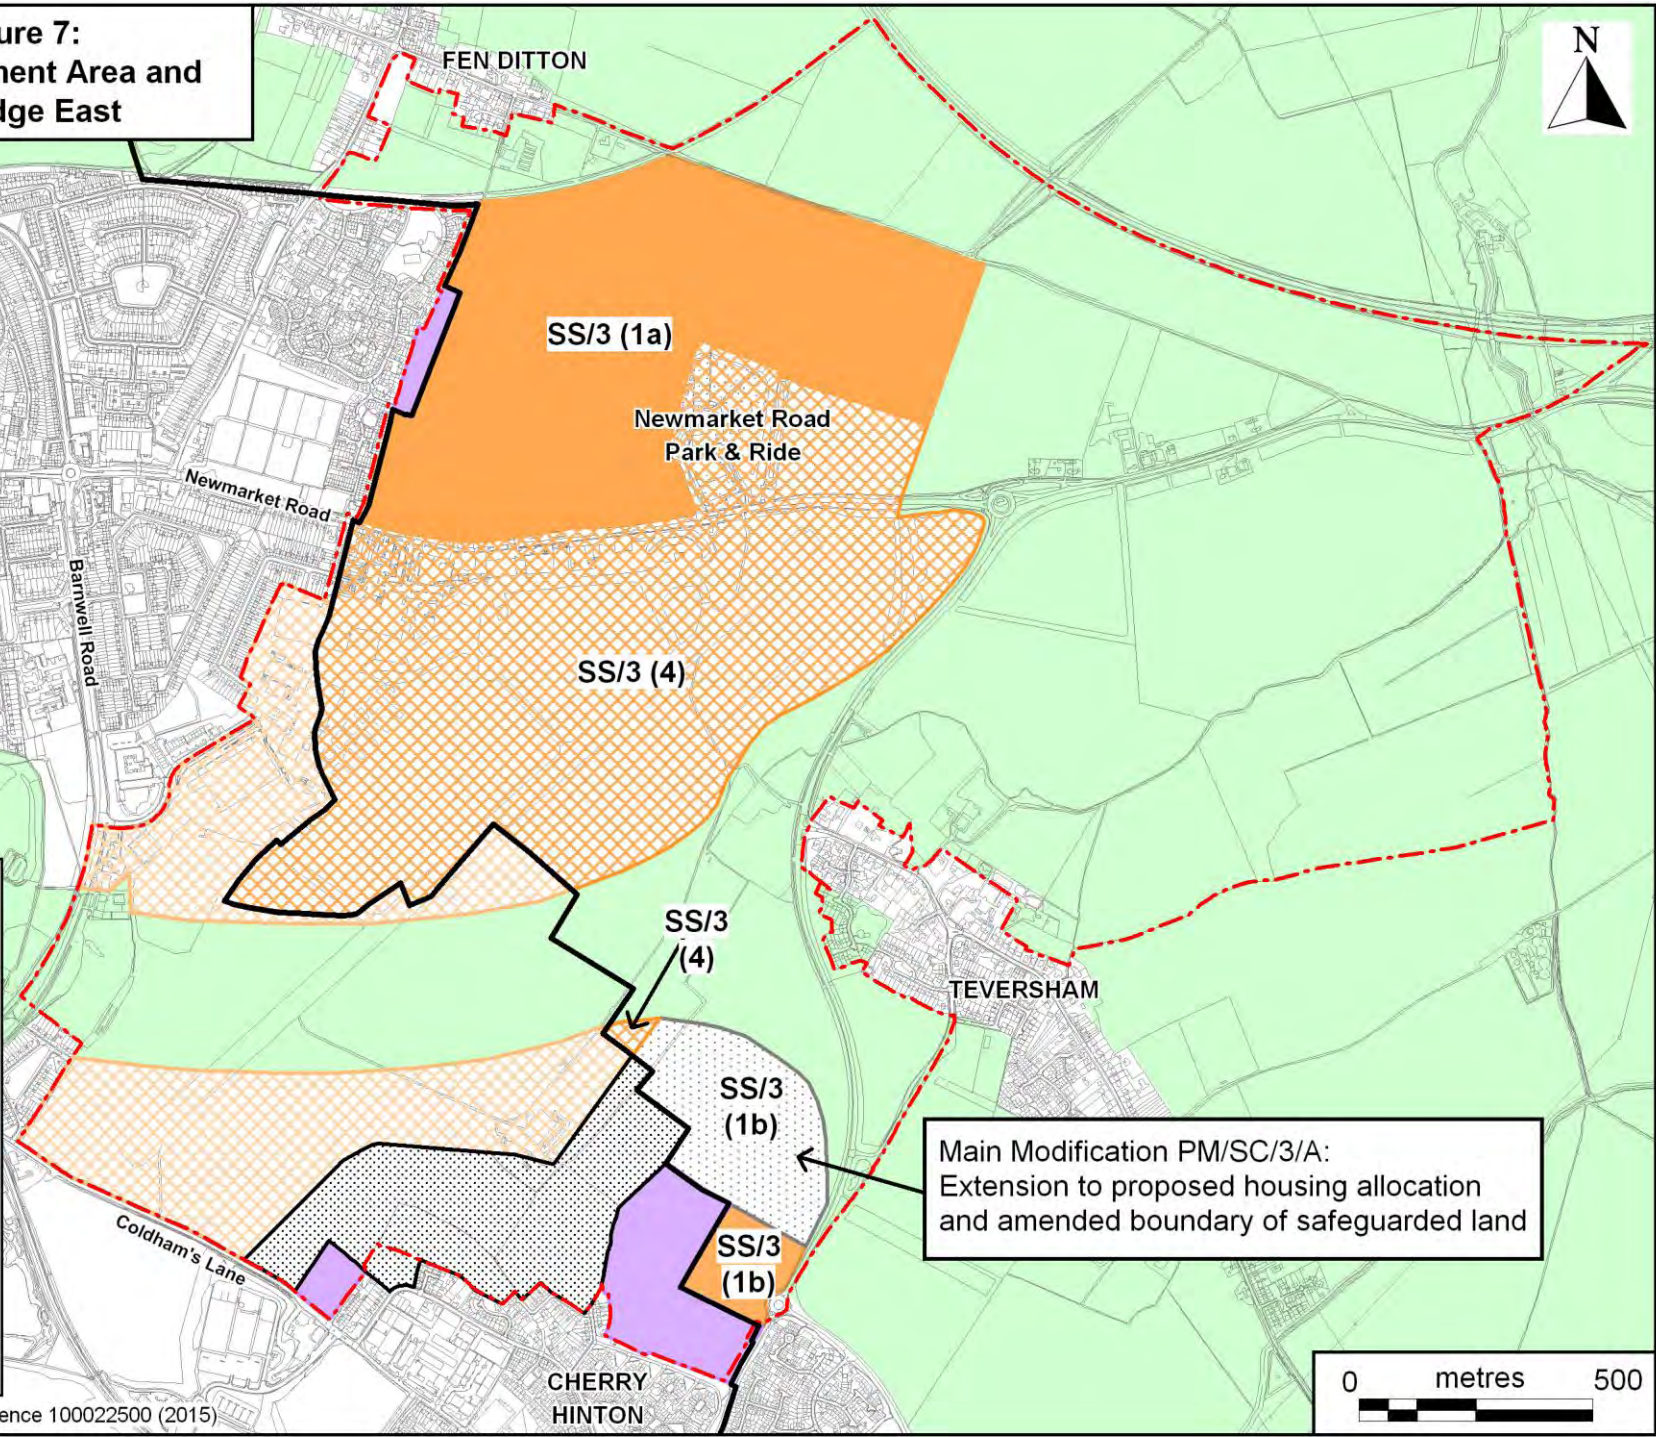 ure 7:
ment Area and
dge East
FEN DITTON
N
SS/3 (1a)
Newmarket Road
Park & Ride
Newmarket Road
Barnwell Road
SS/3 (4)
SS/3
(4)
TEVERSHAM
SS/3
(1b)
Main Modification PM/SC/3/A:
Extension to proposed housing allocation
and amended boundary of safeguarded land
Coldham's Lane
SS/3
(1b)
CHERRY
HINTON
0 metres 500
ence 100022500 (2015)